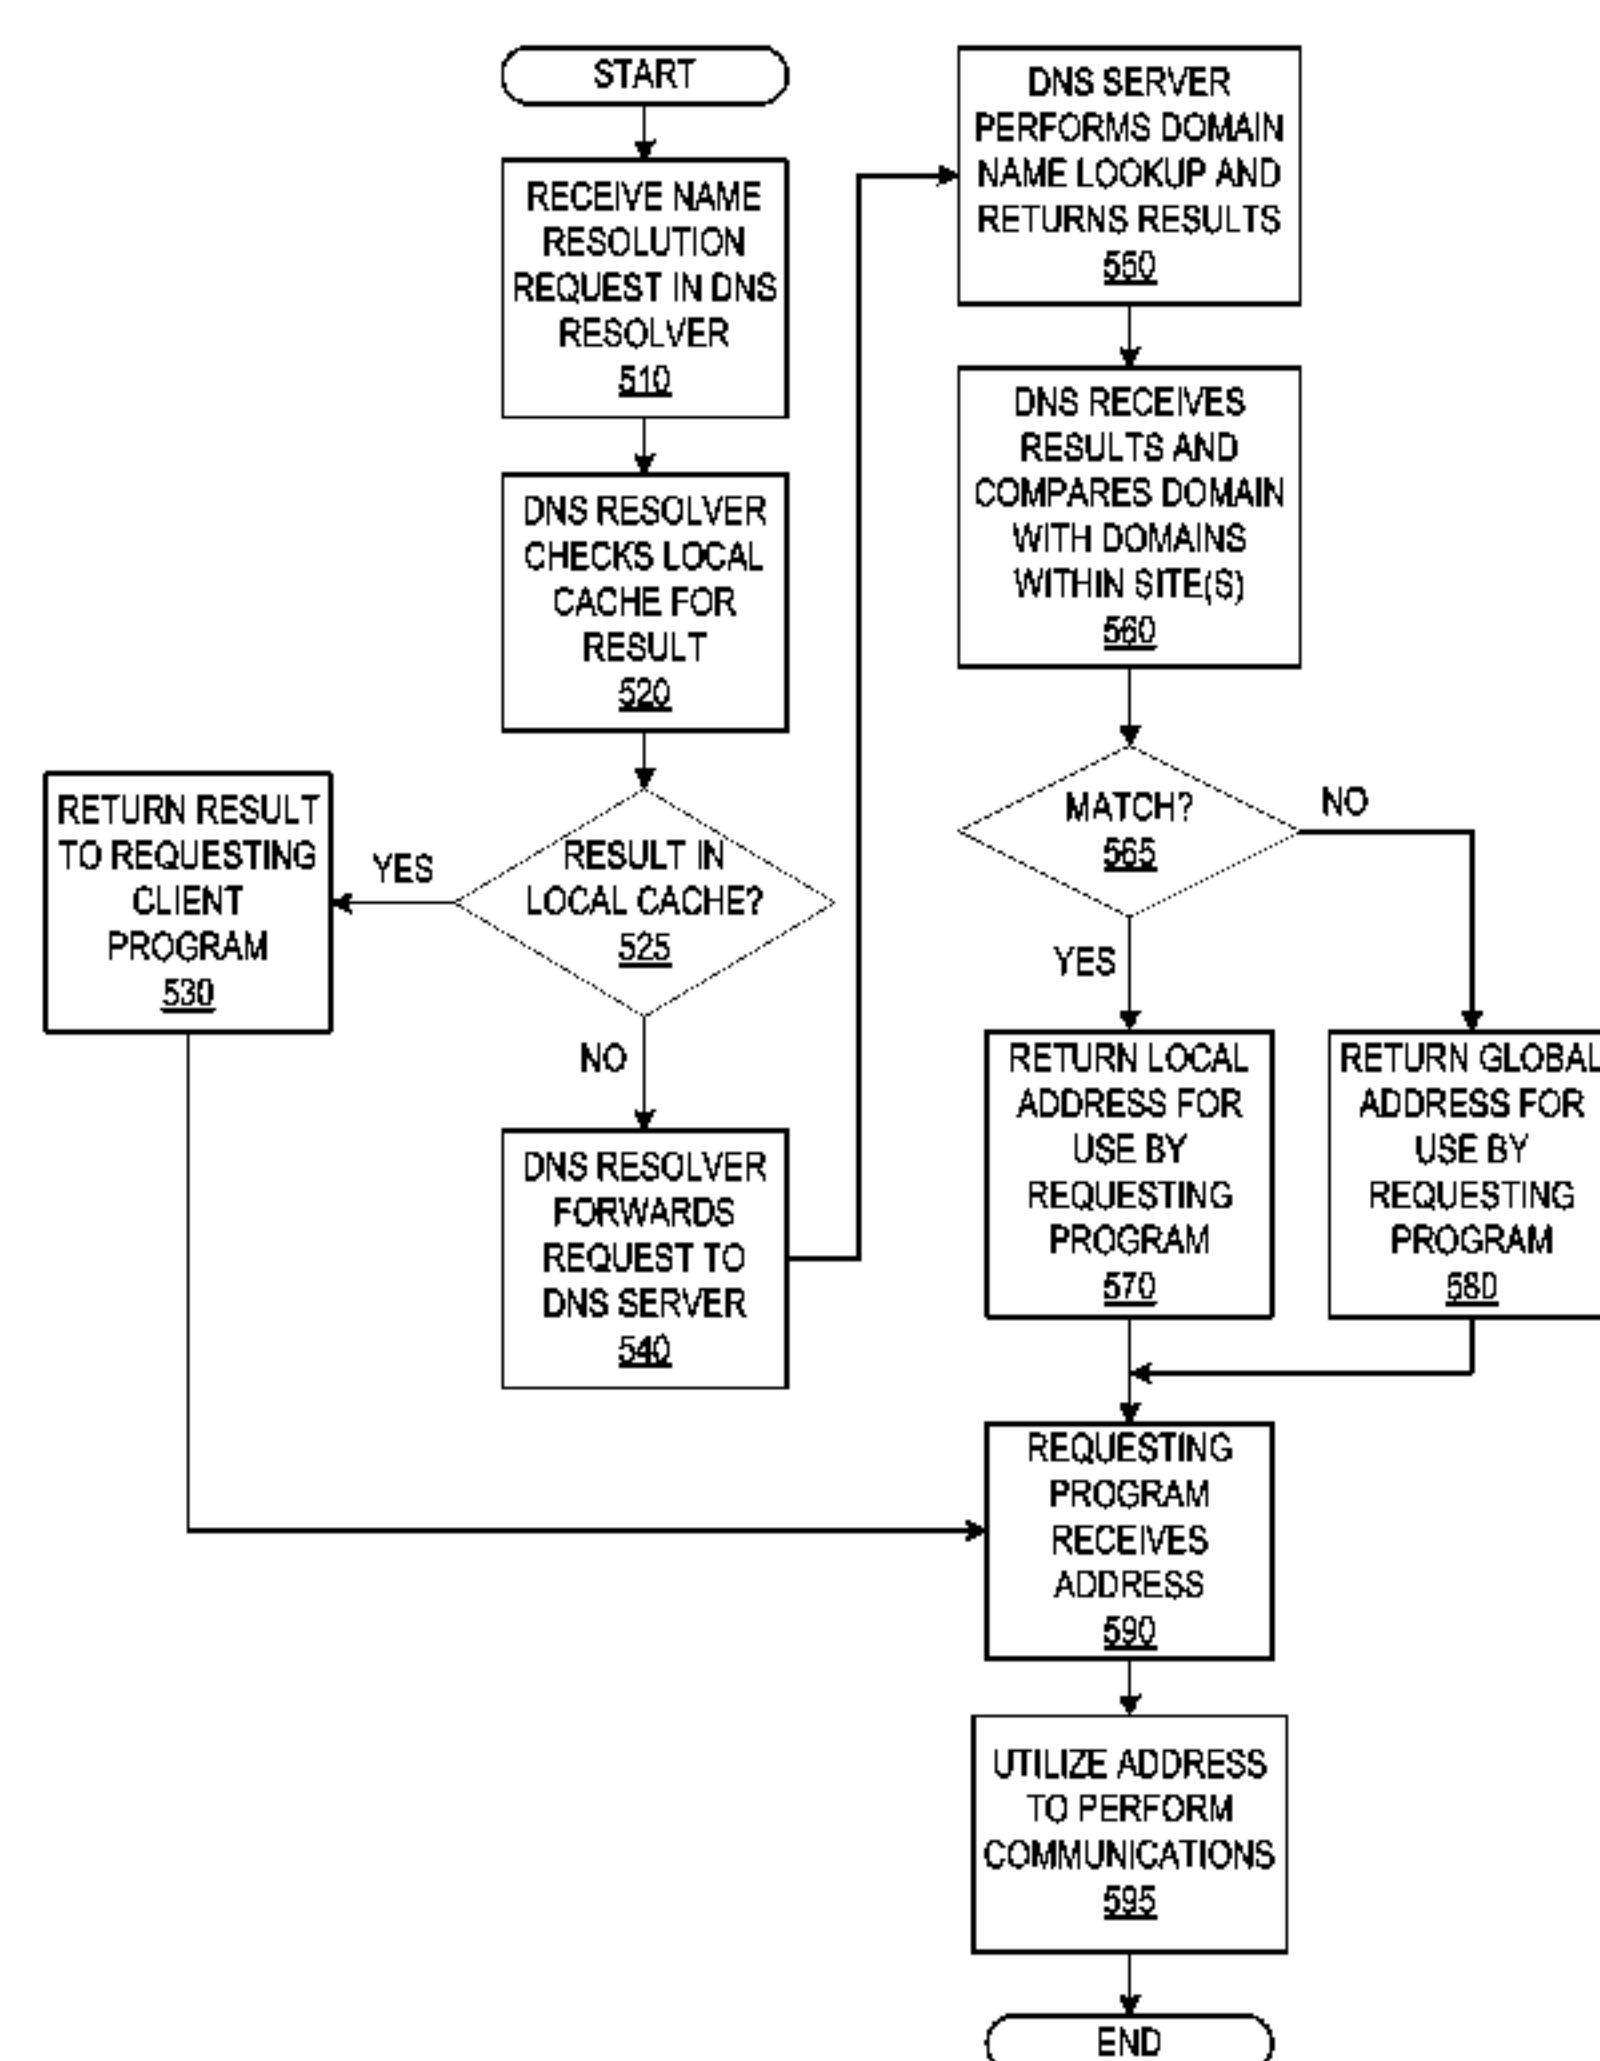 START
RECEIVE NAME
RESOLUTION
REQUEST IN DNS
RESOLVER
510
DNS RESOLVER
CHECKS LOCAL
CACHE FOR
RESULT
520
RESULT IN
LOCAL CACHE?
525
YES
RETURN RESULT
TO REQUESTING
CLIENT
PROGRAM
530
NO
DNS RESOLVER
FORWARDS
REQUEST TO
DNS SERVER
540
DNS SERVER
PERFORMS DOMAIN
NAME LOOKUP AND
RETURNS RESULTS
550
DNS RECEIVES
RESULTS AND
COMPARES DOMAIN
WITH DOMAINS
WITHIN SITE(S)
560
MATCH?
565
NO
YES
RETURN LOCAL
ADDRESS FOR
USE BY
REQUESTING
PROGRAM
570
RETURN GLOBAL
ADDRESS FOR
USE BY
REQUESTING
PROGRAM
580
REQUESTING
PROGRAM
RECEIVES
ADDRESS
590
UTILIZE ADDRESS
TO PERFORM
COMMUNICATIONS
595
END